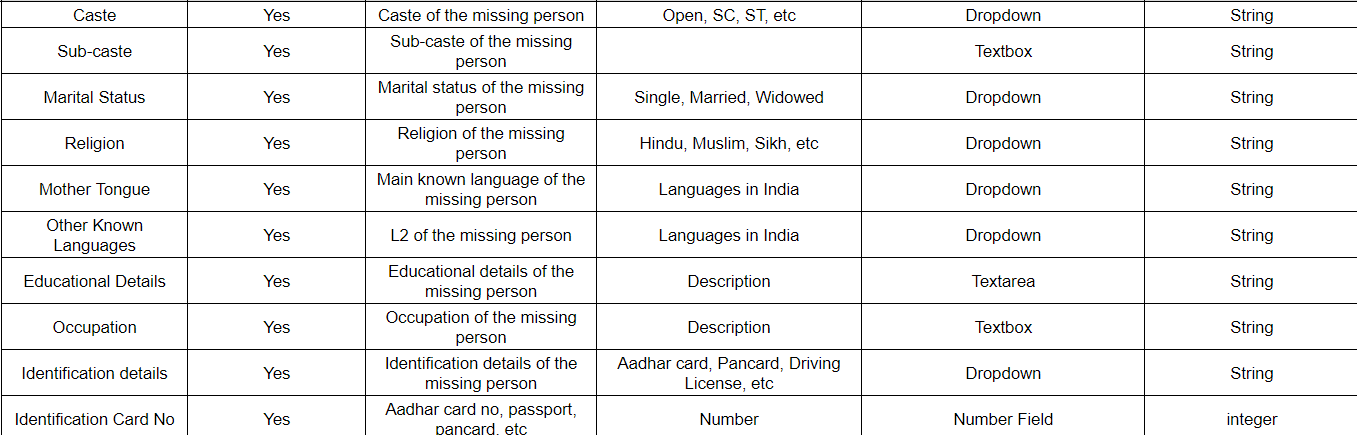 Caste Yes Caste of the missing person Open, SC, ST, etc Dropdown String
Sub-caste Yes Sub-caste of the missing person Textbox String
Marital Status Yes Marital status of the missing person Single, Married, Widowed Dropdown String
Religion Yes Religion of the missing person Hindu, Muslim, Sikh, etc Dropdown String
Mother Tongue Yes Main known language of the missing person Languages in India Dropdown String
Other Known Languages Yes L2 of the missing person Languages in India Dropdown String
Educational Details Yes Educational details of the missing person Description Textarea String
Occupation Yes Occupation of the missing person Description Textbox String
Identification details Yes Identification details of the missing person Aadhar card, Pancard, Driving License, etc Dropdown String
Identification Card No Yes Aadhar card no, passport, pancard, etc Number Number Field integer